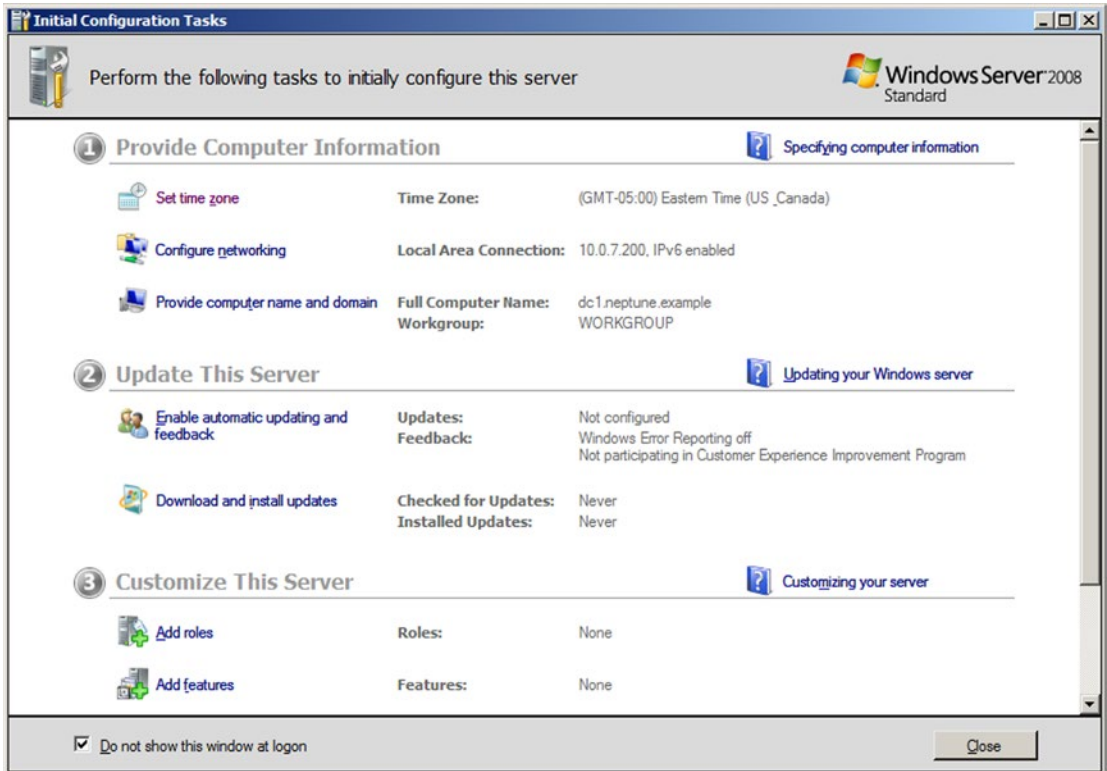 Initial Configuration Tasks
Perform the following tasks to initially configure this server
Windows Server 2008
Standard
1 Provide Computer Information
Specifying computer information
Set time zone Time Zone: (GMT-05:00) Eastern Time (US _Canada)
Configure networking Local Area Connection: 10.0.7.200, IPv6 enabled
Provide computer name and domain Full Computer Name: dc1.neptune.example
Workgroup: WORKGROUP
2 Update This Server
Updating your Windows server
Enable automatic updating and Updates: Not configured
feedback Feedback: Windows Error Reporting off
Not participating in Customer Experience Improvement Program
Download and install updates Checked for Updates: Never
Installed Updates: Never
3 Customize This Server
Customizing your server
Add roles Roles: None
Add features Features: None
Do not show this window at logon
Close